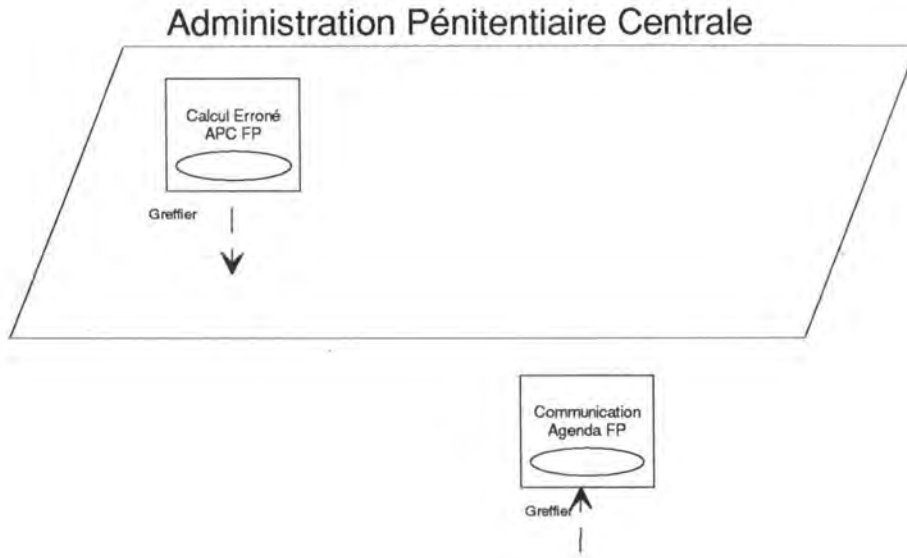 Administration Pénitentiaire Centrale
Calcul Erroné
APC FP
Greffier
Communication
Agenda FP
Greffier